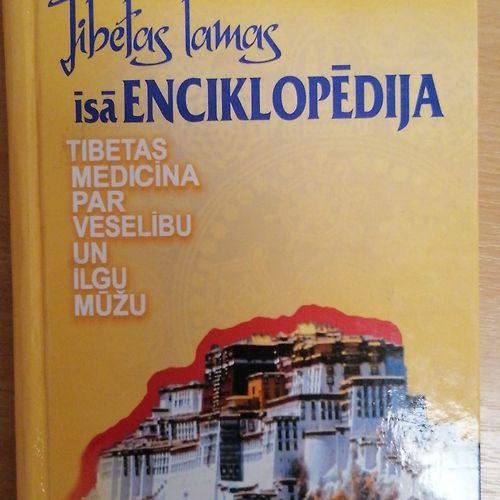 Tibetas lamas
īsā ENCIKLOPĒDIJA
TIBETAS
MEDICĪNA
PAR
VESELĪBU
UN
ILGU
MŪŽU